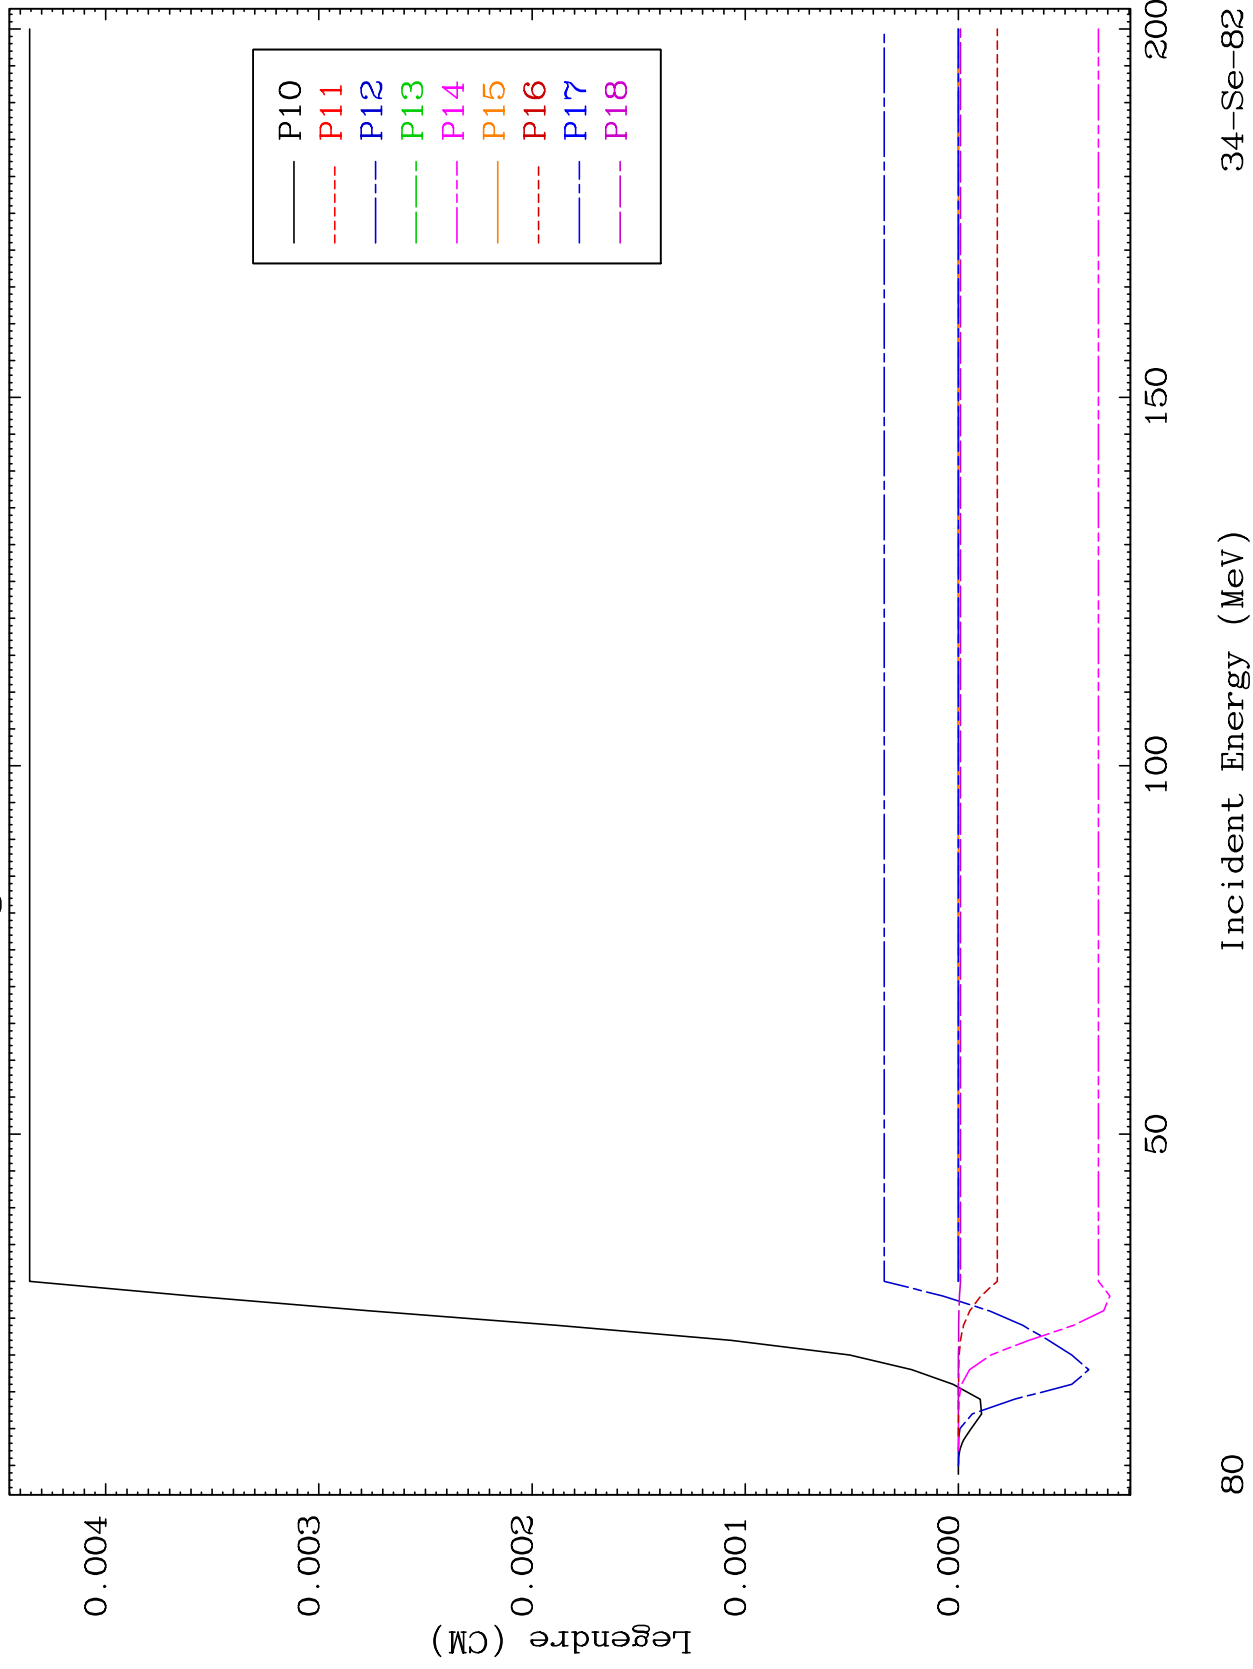 Legendre (CM)
0.004
0.003
0.002
0.001
0.000
P10
P11
P12
P13
P14
P15
P16
P17
P18
50
100
150
200
80
Incident Energy (MeV)
34-Se-82